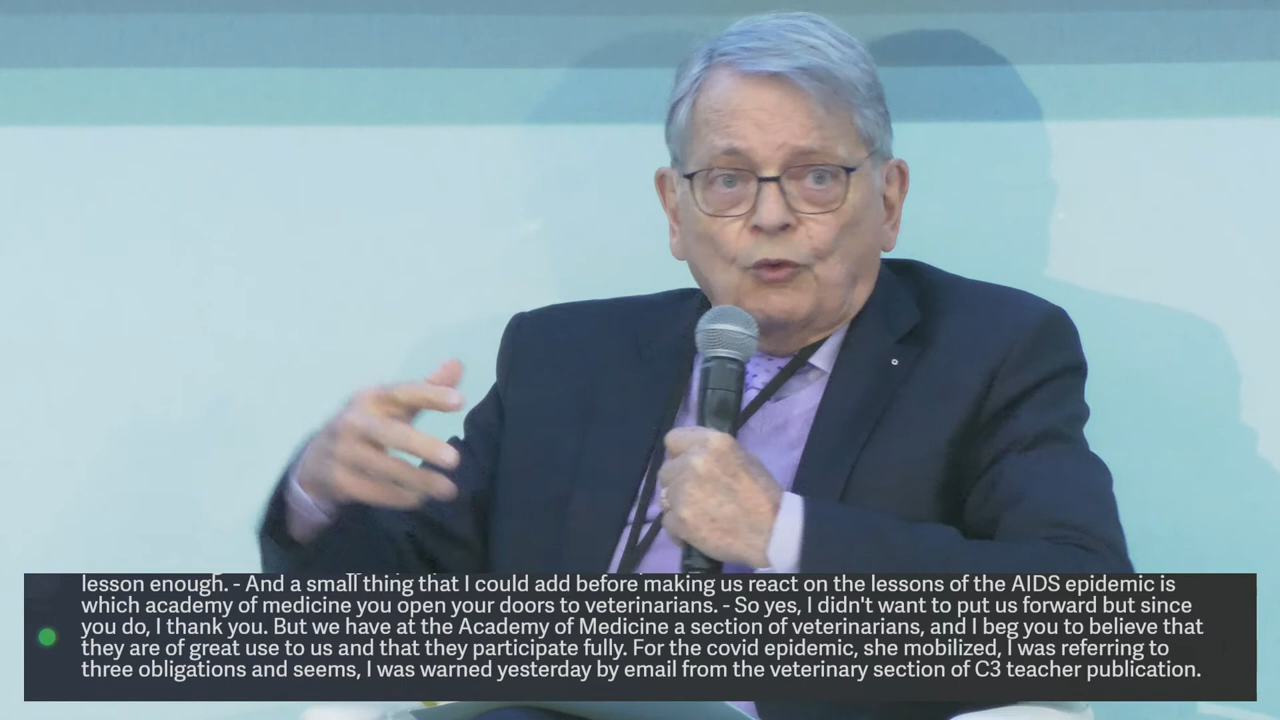 lesson enough. - And a small thing that I could add before making us react on the lessons of the AIDS epidemic is
which academy of medicine you open your doors to veterinarians. - So yes, I didn't want to put us forward but since
you do, I thank you. But we have at the Academy of Medicine a section of veterinarians, and I beg you to believe that
they are of great use to us and that they participate fully. For the covid epidemic, she mobilized, I was referring to
three obligations and seems, I was warned yesterday by email from the veterinary section of C3 teacher publication.